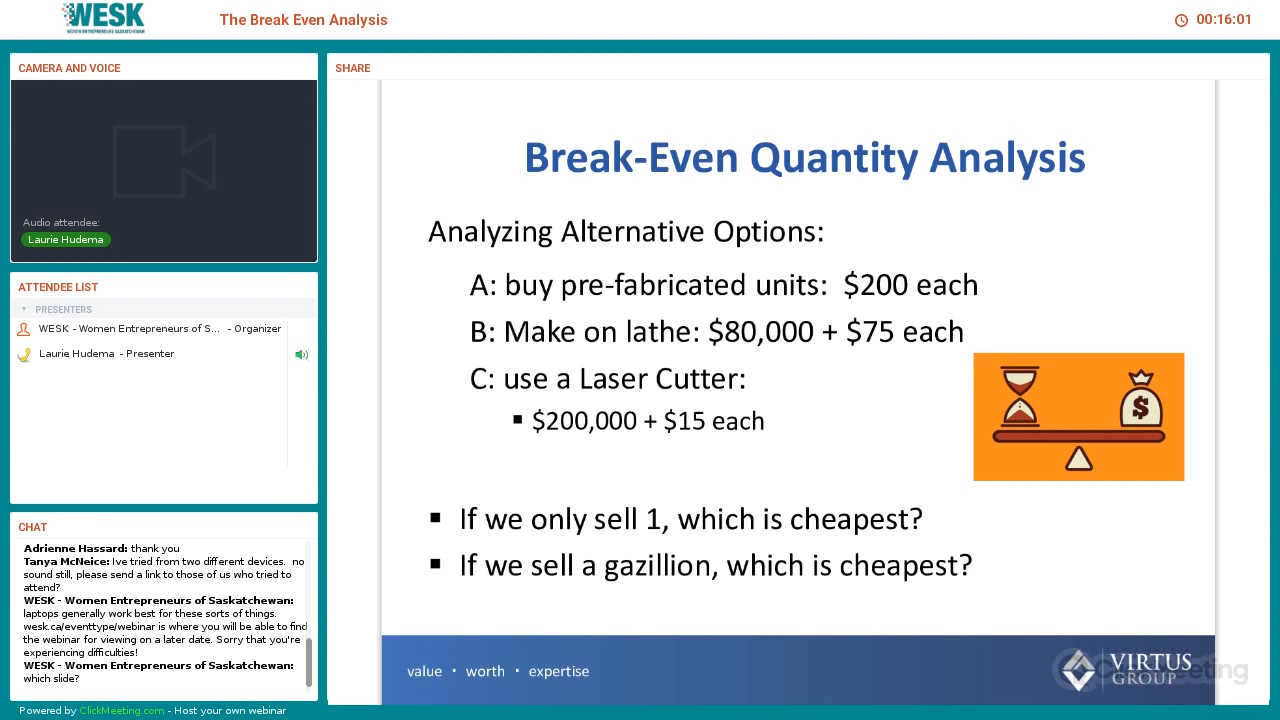 WESK
WOMEN ENTREPRENEURS SASKATCHEWAN
The Break Even Analysis
00:16:01
CAMERA AND VOICE
Audio attendee:
Laurie Hudema
ATTENDEE LIST
PRESENTERS
WESK - Women Entrepreneurs of S... - Organizer
Laurie Hudema - Presenter
CHAT
Adrienne Hassard: thank you
Tanya McNeice: Ive tried from two different devices. no
sound still, please send a link to those of us who tried to
attend?
WESK - Women Entrepreneurs of Saskatchewan:
laptops generally work best for these sorts of things.
wesk.ca/eventtype/webinar is where you will be able to find
the webinar for viewing on a later date. Sorry that you're
experiencing difficulties!
WESK - Women Entrepreneurs of Saskatchewan:
which slide?
Powered by ClickMeeting.com - Host your own webinar
SHARE
Break-Even Quantity Analysis
Analyzing Alternative Options:
A: buy pre-fabricated units: $200 each
B: Make on lathe: $80,000 + $75 each
C: use a Laser Cutter:
▪ $200,000 + $15 each
$
▪ If we only sell 1, which is cheapest?
▪ If we sell a gazillion, which is cheapest?
value · worth · expertise
VIRTUS
GROUP